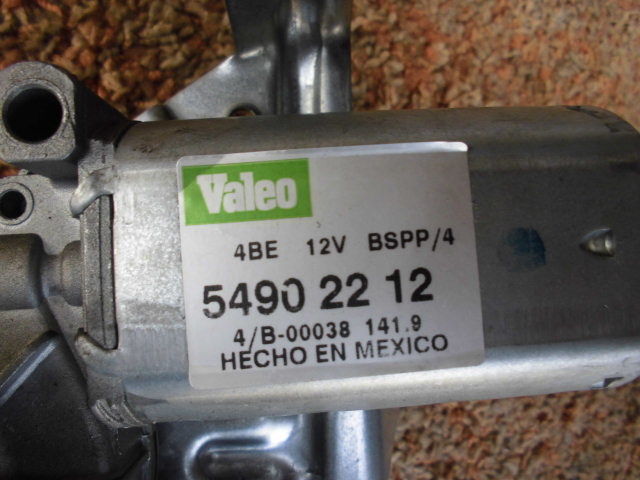 Valeo
4BE 12V BSPP/4
5490 22 12
4/B-00038 141.9
HECHO EN MEXICO